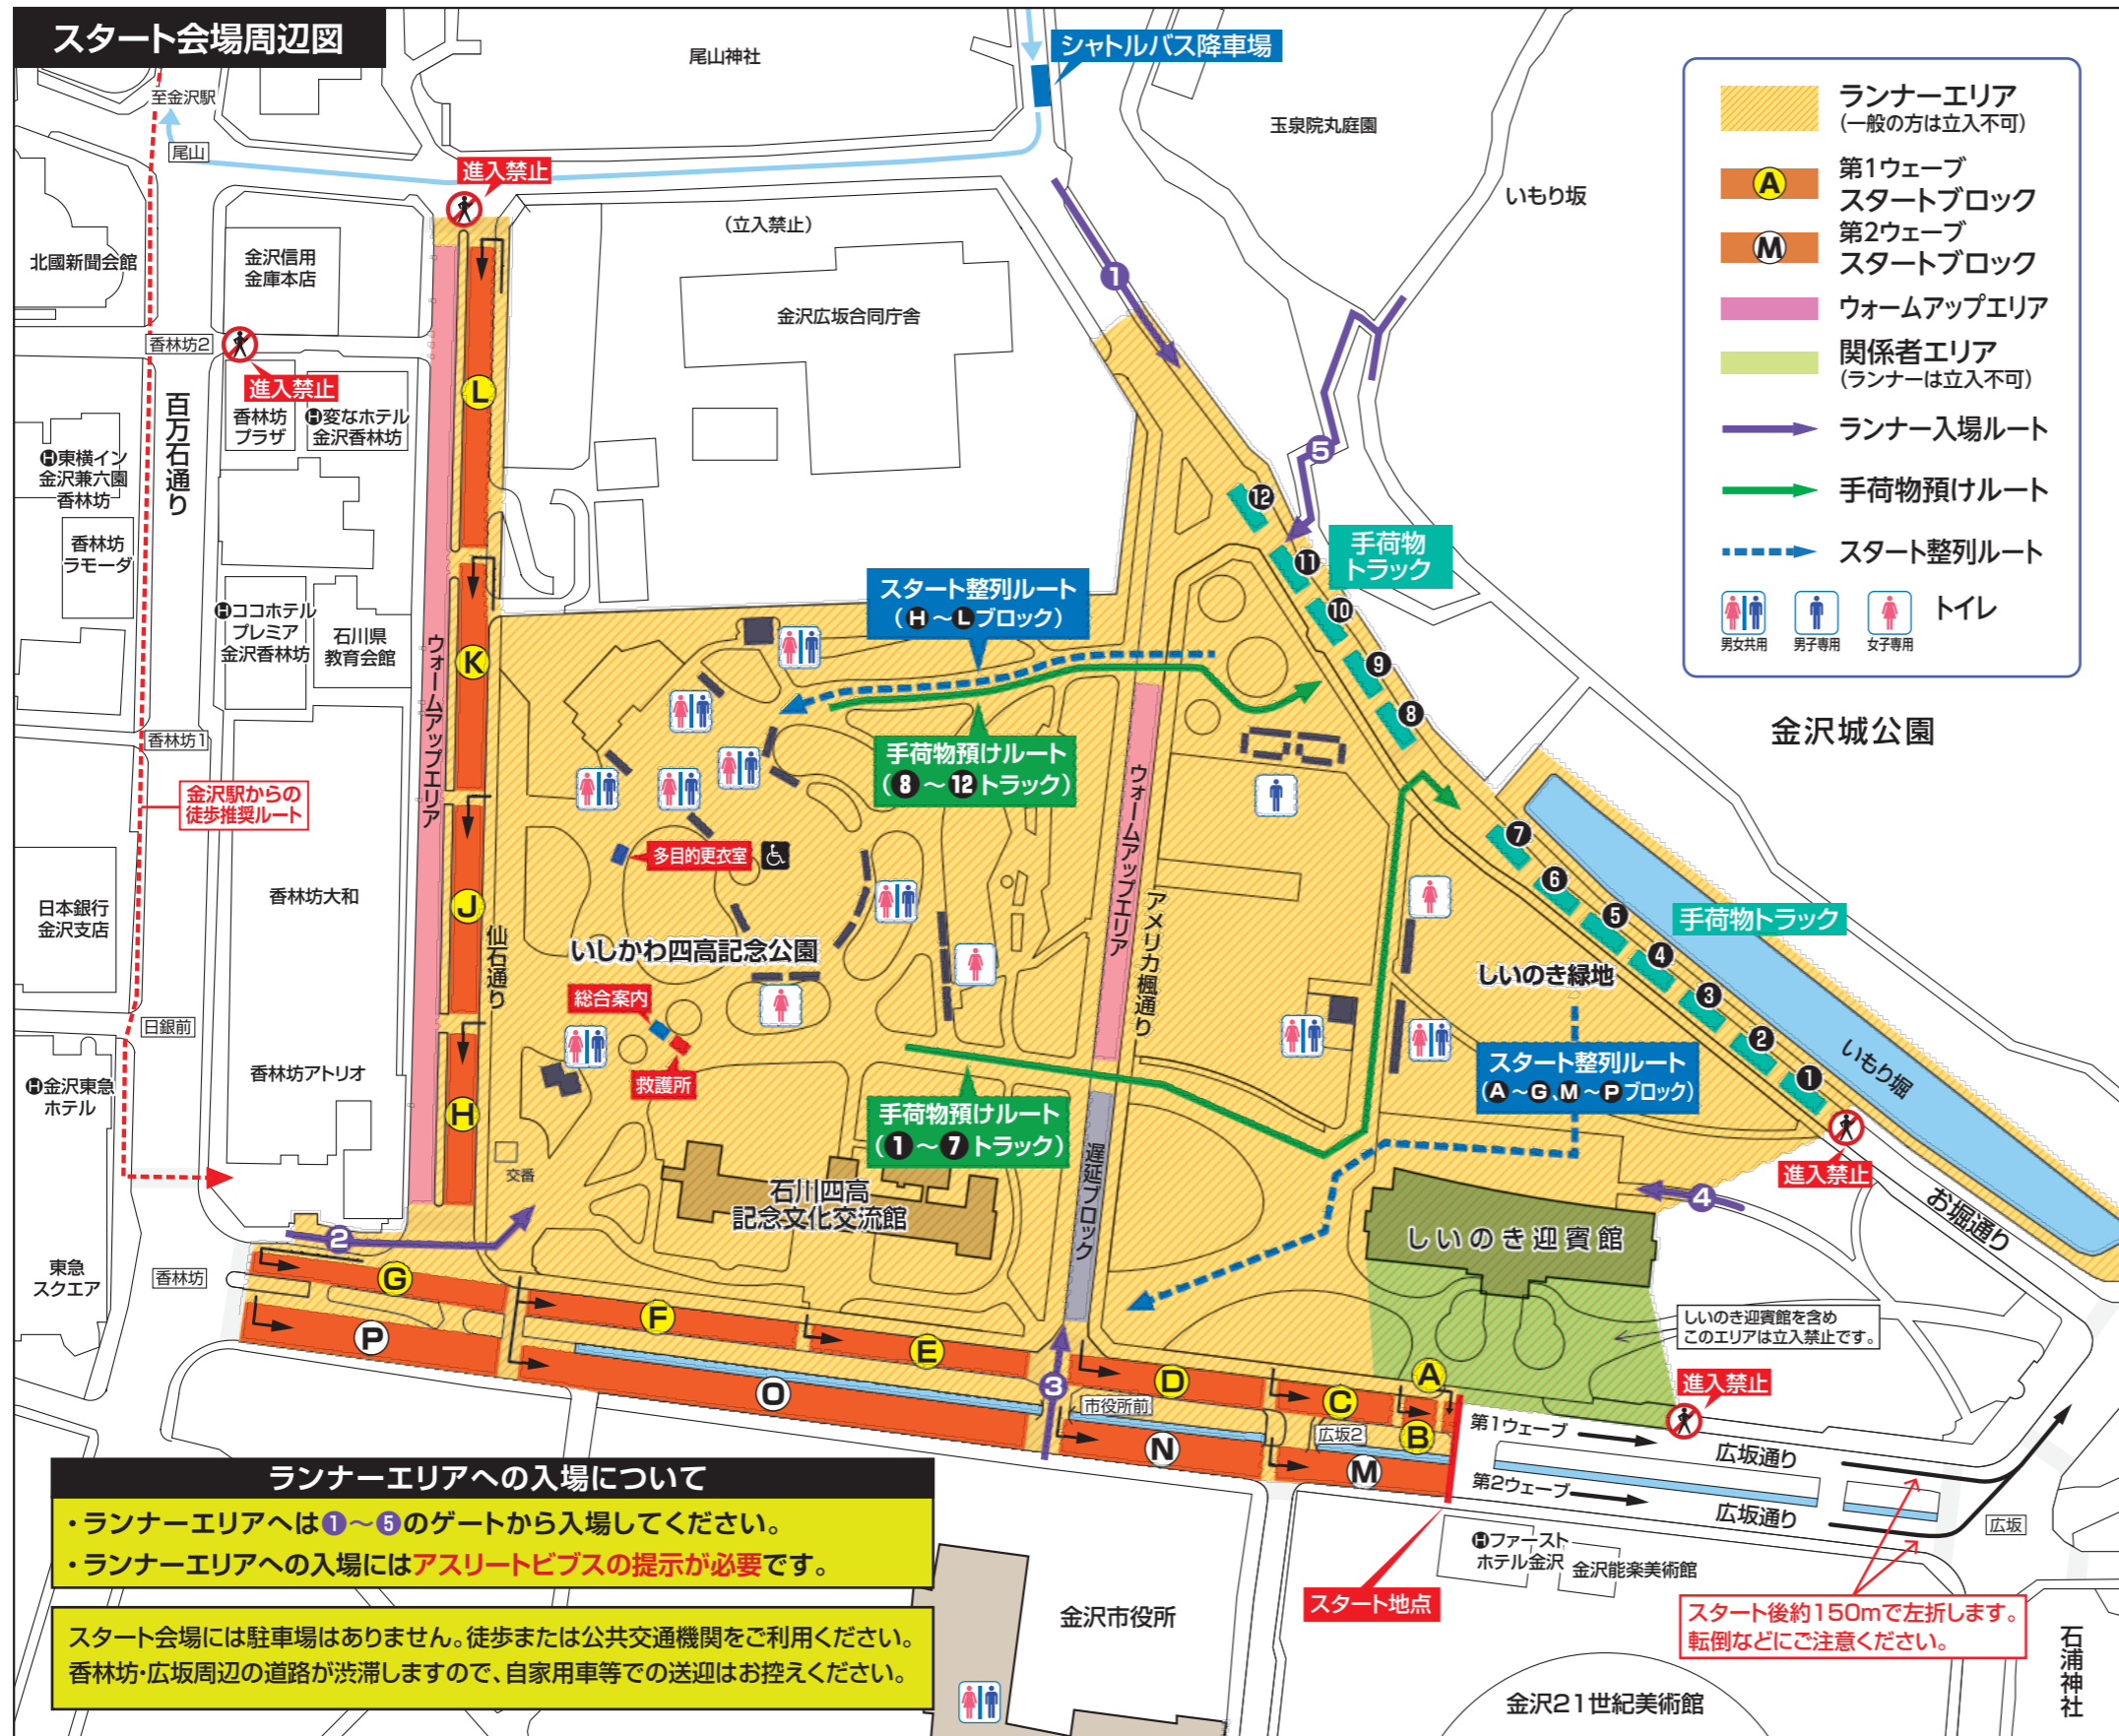 スタート会場周辺図
至金沢駅
尾山
尾山神社
シャトルバス降車場
玉泉院丸庭園
いもり坂
進入禁止
(立入禁止)
北國新聞会館
金沢信用
金庫本店
金沢広坂合同庁舎
香林坊2
進入禁止
香林坊
プラザ
H変なホテル
金沢香林坊
百万石通り
H東横イン
金沢兼六園
香林坊
香林坊
ラモーダ
Hココホテル
プレミア
金沢香林坊
石川県
教育会館
ウォームアップエリア
香林坊1
金沢駅からの
徒歩推奨ルート
日本銀行
金沢支店
香林坊大和
日銀前
香林坊アトリオ
H金沢東急
ホテル
東急
スクエア
香林坊
仙石通り
交番
L
K
J
H
G
F
E
D
C
B
A
P
O
N
M
1
2
3
4
5
ランナーエリア
(一般の方は立入不可)
A
第1ウェーブ
スタートブロック
M
第2ウェーブ
スタートブロック
ウォームアップエリア
関係者エリア
(ランナーは立入不可)
ランナー入場ルート
手荷物預けルート
スタート整列ルート
トイレ
男女共用
男子専用
女子専用
金沢城公園
手荷物
トラック
12
11
10
9
8
7
6
5
4
3
2
1
手荷物トラック
いもり堀
スタート整列ルート
(H～Lブロック)
手荷物預けルート
(8～12トラック)
多目的更衣室
いしかわ四高記念公園
総合案内
救護所
ウォームアップエリア
アメリカ楓通り
しいのき緑地
スタート整列ルート
(A～G、M～Pブロック)
手荷物預けルート
(1～7トラック)
遅延ブロック
石川四高
記念文化交流館
しいのき迎賓館
進入禁止
お堀通り
しいのき迎賓館を含め
このエリアは立入禁止です。
進入禁止
市役所前
広坂2
第1ウェーブ
広坂通り
第2ウェーブ
広坂通り
広坂
Hファースト
ホテル金沢
金沢能楽美術館
スタート地点
スタート後約150mで左折します。
転倒などにご注意ください。
石浦神社
金沢21世紀美術館
金沢市役所
ランナーエリアへの入場について
・ランナーエリアへは1～5のゲートから入場してください。
・ランナーエリアへの入場にはアスリートビブスの提示が必要です。
スタート会場には駐車場はありません。徒歩または公共交通機関をご利用ください。
香林坊・広坂周辺の道路が渋滞しますので、自家用車等での送迎はお控えください。